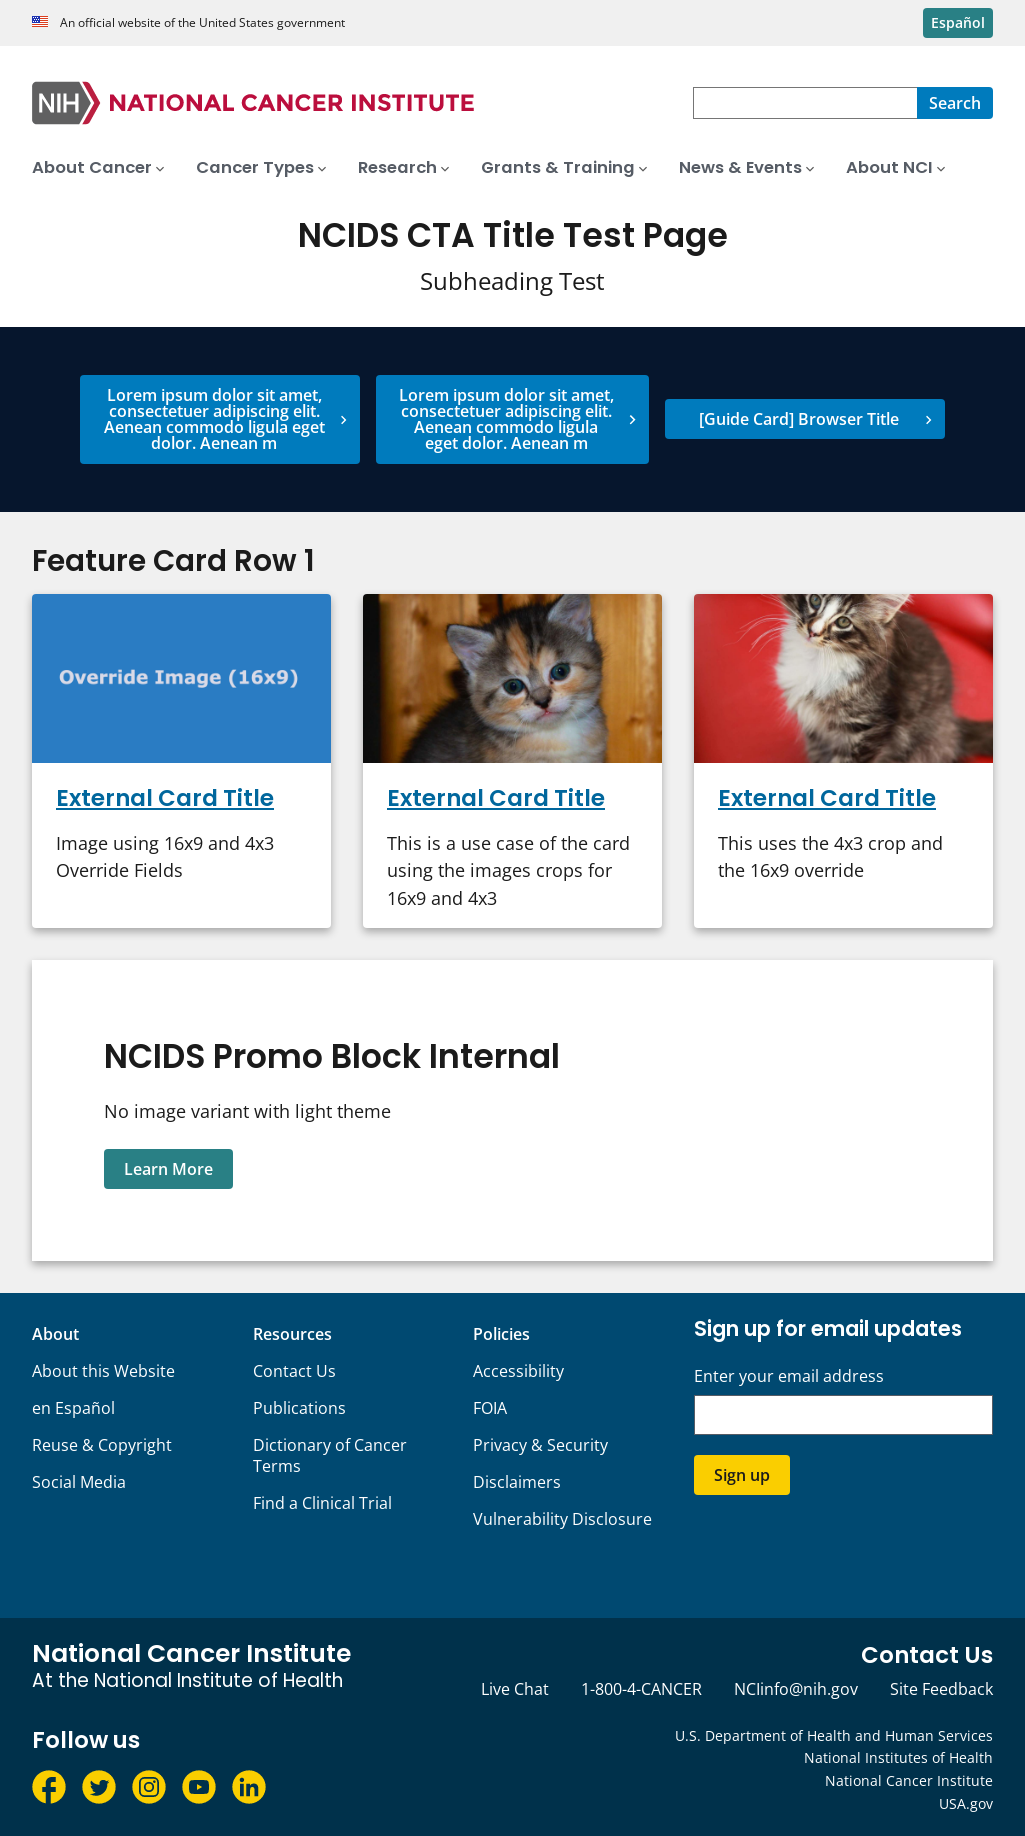 An official website of the United States government
Español
NIH NATIONAL CANCER INSTITUTE
Search
About Cancer
Cancer Types
Research
Grants & Training
News & Events
About NCI
NCIDS CTA Title Test Page
Subheading Test
Lorem ipsum dolor sit amet,
consectetuer adipiscing elit.
Aenean commodo ligula eget
dolor. Aenean m
Lorem ipsum dolor sit amet,
consectetuer adipiscing elit.
Aenean commodo ligula
eget dolor. Aenean m
[Guide Card] Browser Title
Feature Card Row 1
Override Image (16x9)
External Card Title
Image using 16x9 and 4x3
Override Fields
External Card Title
This is a use case of the card
using the images crops for
16x9 and 4x3
External Card Title
This uses the 4x3 crop and
the 16x9 override
NCIDS Promo Block Internal
No image variant with light theme
Learn More
About
About this Website
en Español
Reuse & Copyright
Social Media
Resources
Contact Us
Publications
Dictionary of Cancer
Terms
Find a Clinical Trial
Policies
Accessibility
FOIA
Privacy & Security
Disclaimers
Vulnerability Disclosure
Sign up for email updates
Enter your email address
Sign up
National Cancer Institute
At the National Institute of Health
Contact Us
Live Chat
1-800-4-CANCER
NCIinfo@nih.gov
Site Feedback
Follow us
U.S. Department of Health and Human Services
National Institutes of Health
National Cancer Institute
USA.gov